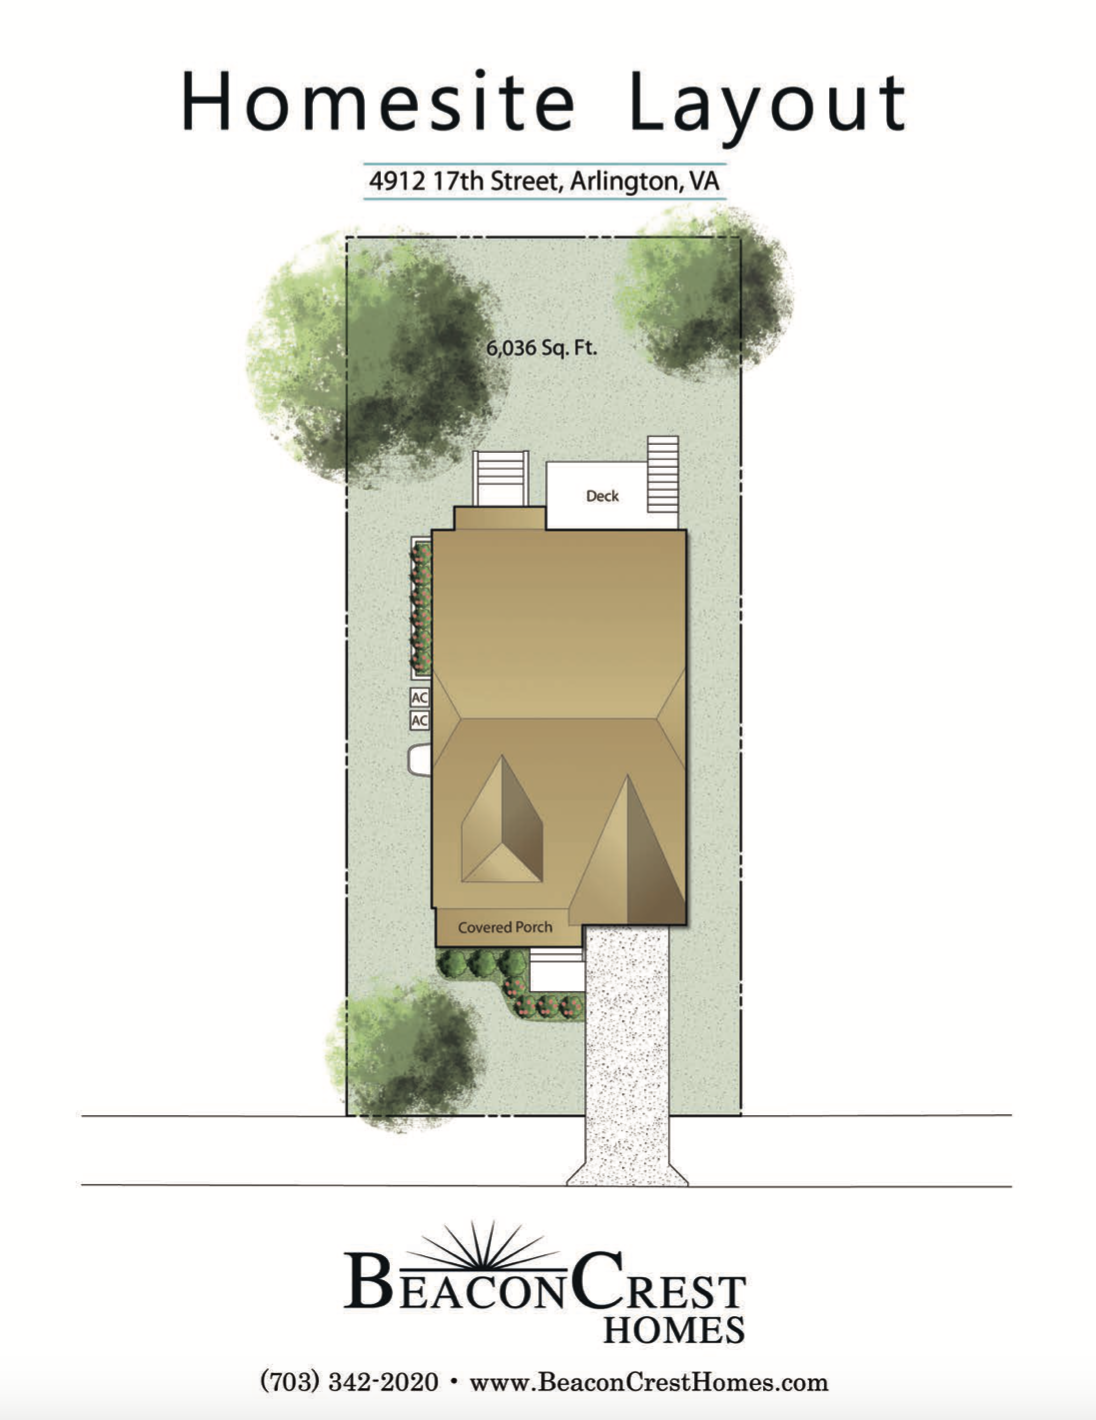 Homesite Layout
4912 17th Street, Arlington, VA
6,036 Sq. Ft.
Deck
AC
AC
Covered Porch
BEACONCREST
HOMES
(703) 342-2020 • www.BeaconCrestHomes.com